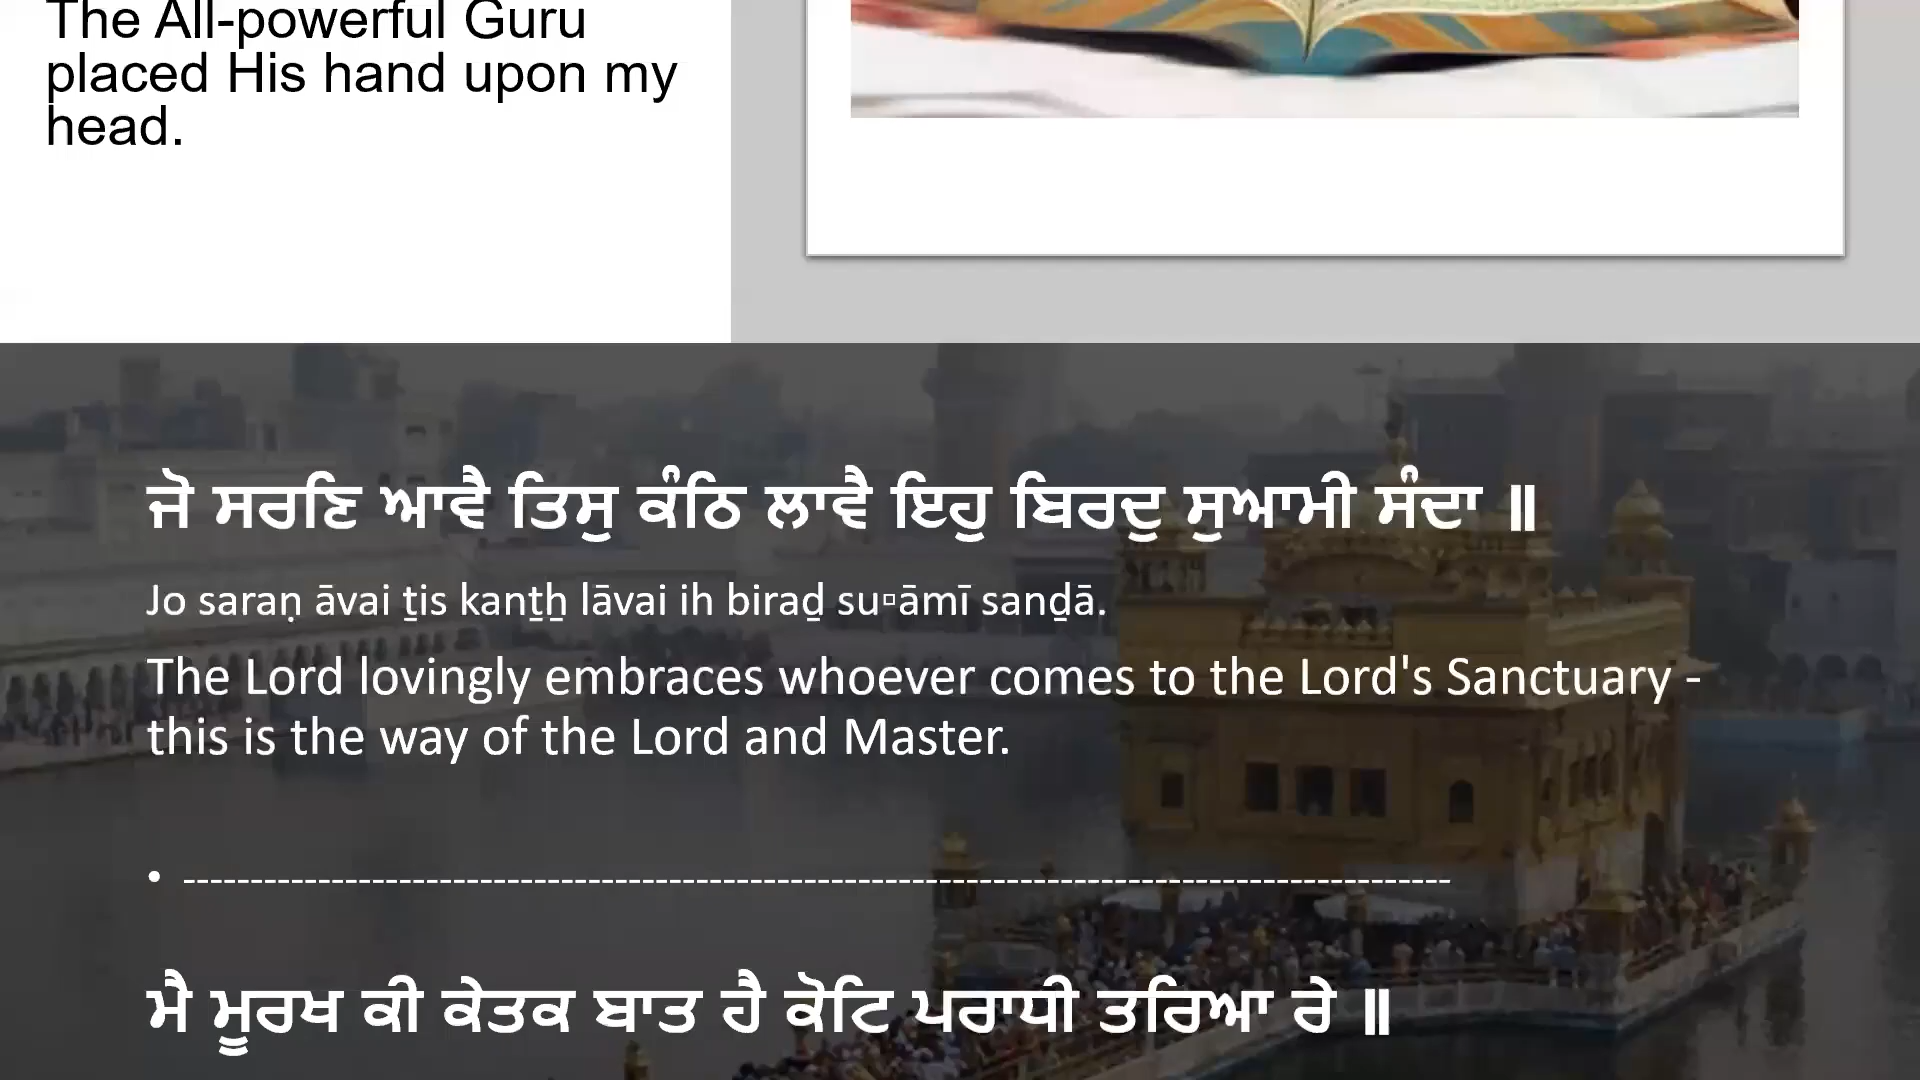 The All-powerful Guru
placed His hand upon my
head.
ਜੋ ਸਰਣਿ ਆਵੈ ਤਿਸੁ ਕੰਠਿ ਲਾਵੈ ਇਹੁ ਬਿਰਦੁ ਸੁਆਮੀ ਸੰਦਾ ॥
Jo saraṇ āvai ṯis kanṯẖ lāvai ih biraḏ su▫āmī sanḏā.
The Lord lovingly embraces whoever comes to the Lord's Sanctuary -
this is the way of the Lord and Master.
• -----------------------------------------------------------------------------------------------
ਮੈ ਮੂਰਖ ਕੀ ਕੇਤਕ ਬਾਤ ਹੈ ਕੋਟਿ ਪਰਾਧੀ ਤਰਿਆ ਰੇ ॥